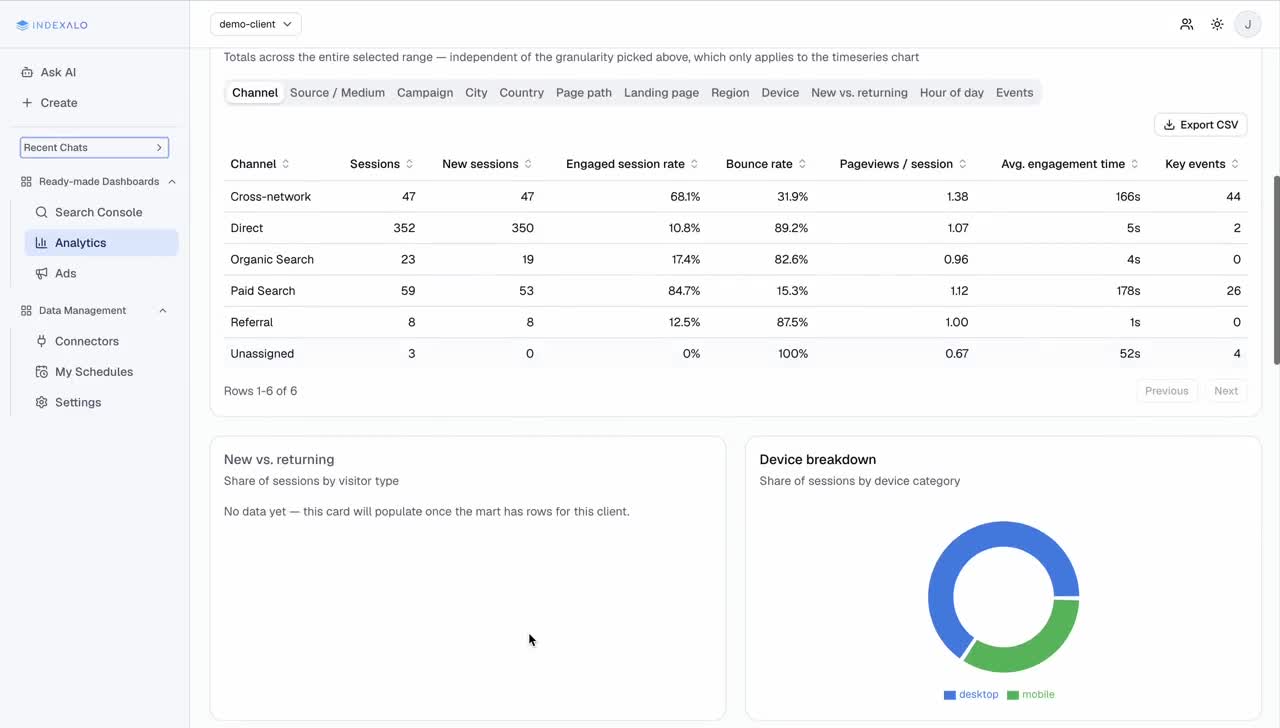 INDEXALO
demo-client
J
Ask AI
Create
Recent Chats
Ready-made Dashboards
Search Console
Analytics
Ads
Data Management
Connectors
My Schedules
Settings
Totals across the entire selected range — independent of the granularity picked above, which only applies to the timeseries chart
Channel Source / Medium Campaign City Country Page path Landing page Region Device New vs. returning Hour of day Events
Export CSV
Channel Sessions New sessions Engaged session rate Bounce rate Pageviews / session Avg. engagement time Key events
Cross-network 47 47 68.1% 31.9% 1.38 166s 44
Direct 352 350 10.8% 89.2% 1.07 5s 2
Organic Search 23 19 17.4% 82.6% 0.96 4s 0
Paid Search 59 53 84.7% 15.3% 1.12 178s 26
Referral 8 8 12.5% 87.5% 1.00 1s 0
Unassigned 3 0 0% 100% 0.67 52s 4
Rows 1-6 of 6
Previous Next
New vs. returning
Share of sessions by visitor type
No data yet — this card will populate once the mart has rows for this client.
Device breakdown
Share of sessions by device category
desktop mobile